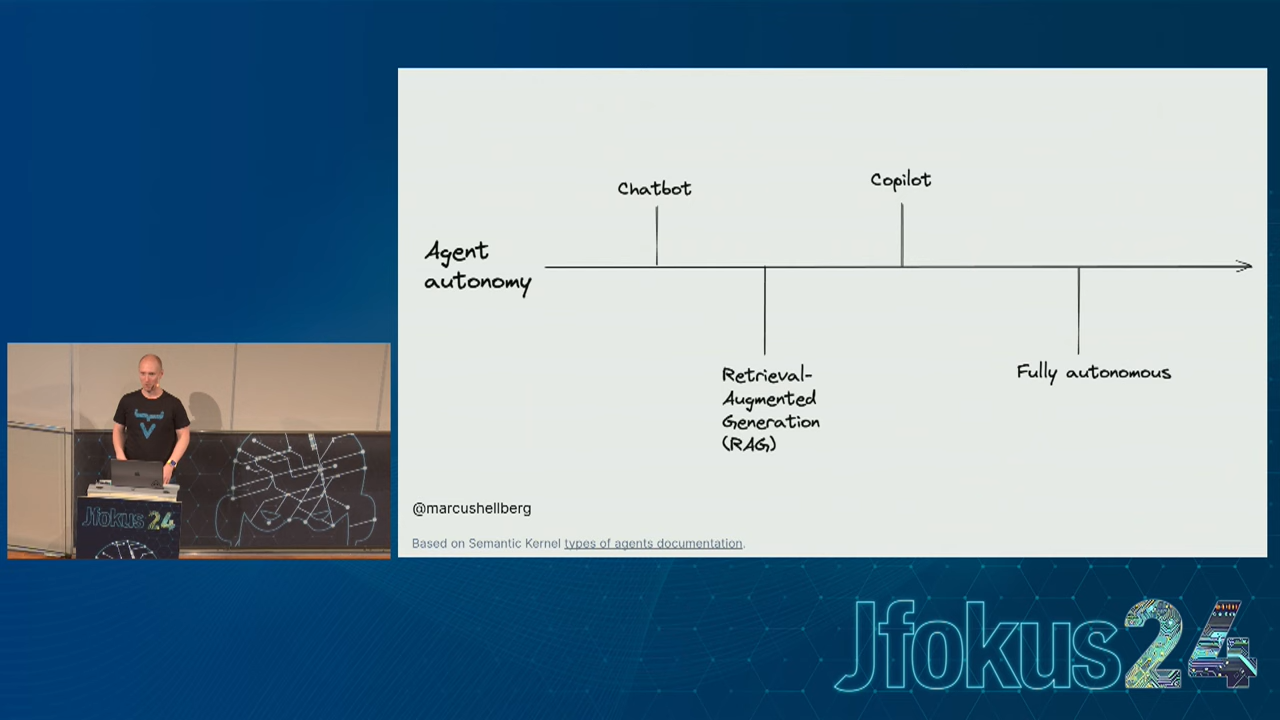 Chatbot
Copilot
Agent
autonomy
Retrieval-
Augmented
Generation
(RAG)
Fully autonomous
@marcushellberg
Based on Semantic Kernel types of agents documentation.
Jfokus 24
Jfokus24